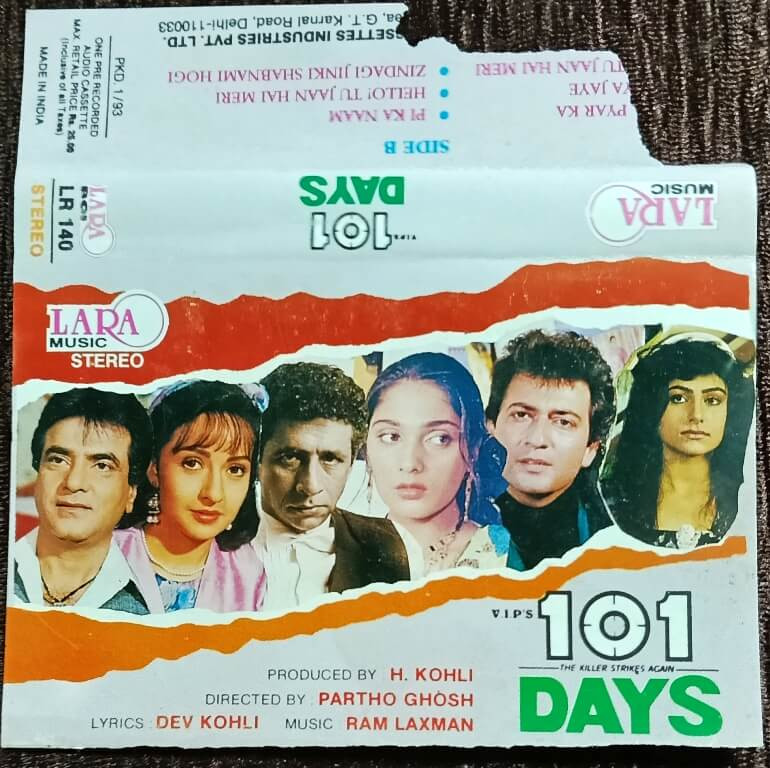 SSETTES INDUSTRIES PVT. LTD.
ea, G.T. Karnal Road, Delhi-110033
SIDE B
• PI KA NAAM
• HELLO! TU JAAN HAI MERI
• ZINDAGI JINKI SHABNAMI HOGI
PYAR KA
YA JAYE
TU JAAN HAI MERI
PKD. 1/93
ONE PRE RECORDED
AUDIO CASSETTE
MAX. RETAIL PRICE Rs. 25.00
(Inclusive of all Taxes)
MADE IN INDIA
LARA
MUSIC
V.I.P'S
101
DAYS
LARA
LR 140
STEREO
LARA
MUSIC
STEREO
V.I.P'S 101
THE KILLER STRIKES AGAIN
DAYS
PRODUCED BY : H. KOHLI
DIRECTED BY : PARTHO GHOSH
LYRICS : DEV KOHLI MUSIC RAM LAXMAN